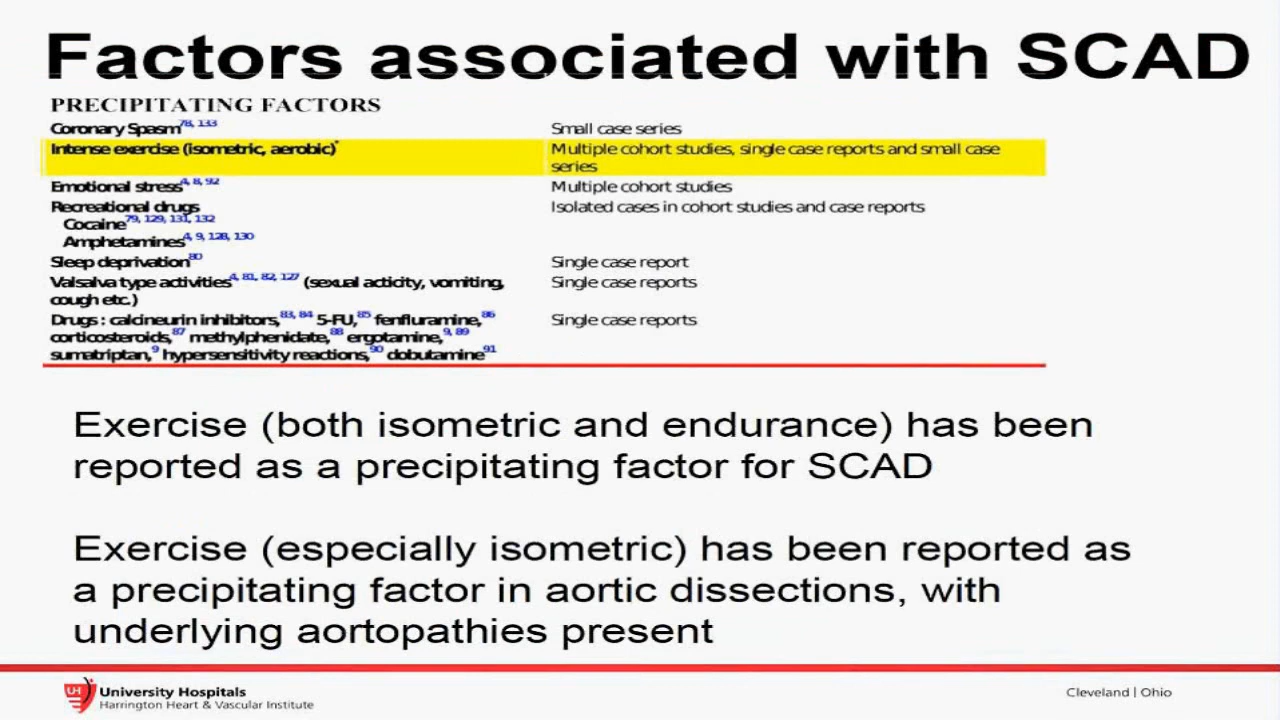 Factors associated with SCAD
PRECIPITATING FACTORS
Coronary Spasm78, 133 Small case series
Intense exercise (isometric, aerobic)* Multiple cohort studies, single case reports and small case
series
Emotional stress4, 8, 92 Multiple cohort studies
Recreational drugs Isolated cases in cohort studies and case reports
Cocaine79, 129, 131, 132
Amphetamines4, 9, 128, 130
Sleep deprivation80 Single case report
Valsalva type activities4, 81, 82, 127 (sexual acticity, vomiting, Single case reports
cough etc.)
Drugs : calcineurin inhibitors,83, 84 5-FU,85 fenfluramine,86 Single case reports
corticosteroids,87 methylphenidate,88 ergotamine,9, 89
sumatriptan,9 hypersensitivity reactions,90 dobutamine91
Exercise (both isometric and endurance) has been
reported as a precipitating factor for SCAD
Exercise (especially isometric) has been reported as
a precipitating factor in aortic dissections, with
underlying aortopathies present
UH
University Hospitals
Harrington Heart & Vascular Institute
Cleveland | Ohio